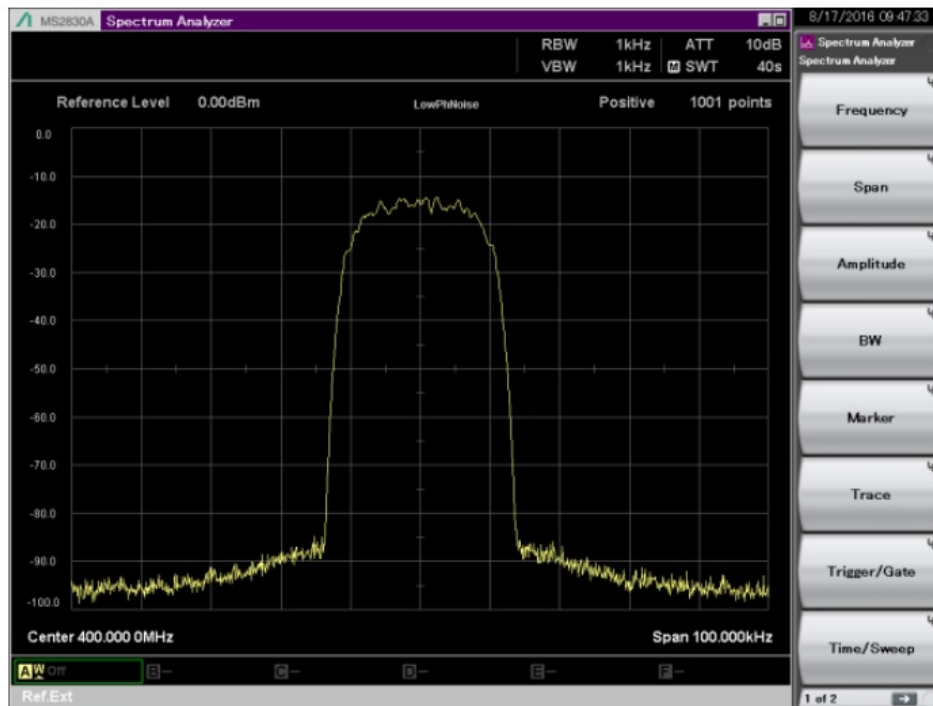 MS2830A Spectrum Analyzer
8/17/2016 09:47:33
RBW 1kHz ATT 10dB
VBW 1kHz M SWT 40s
Reference Level 0.00dBm LowPhNoise Positive 1001 points
0.0
-10.0
-20.0
-30.0
-40.0
-50.0
-60.0
-70.0
-80.0
-90.0
-100.0
Center 400.000 0MHz Span 100.000kHz
A W Off B-- C-- D-- E-- F--
Ref.Ext
Spectrum Analyzer
Spectrum Analyzer
Frequency
Span
Amplitude
BW
Marker
Trace
Trigger/Gate
Time/Sweep
1 of 2